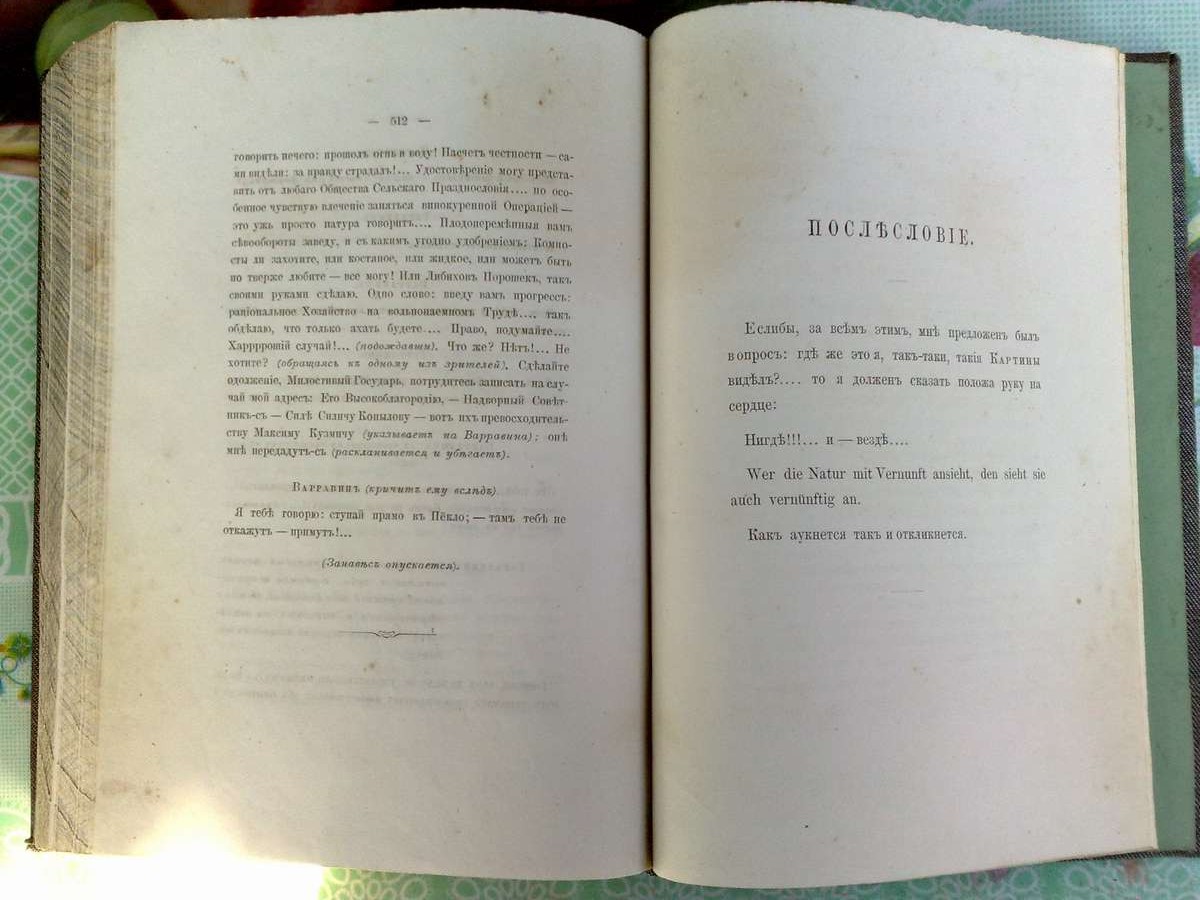 — 512 —
говорить нечего: прошолъ огнь и воду! Насчетъ честности — са-
ми видѣли: за правду страдалъ!... Удостовѣреніе могу предста-
вить отъ любаго Общества Сельскаго Празднословія.... но осо-
бенное чувствую влеченіе заняться винокуренной Операціей —
это ужь просто натура говоритъ.... Плодоперемѣнныя вамъ
сѣвообороты заведу, и съ какимъ угодно удобреніемъ: Компо-
сты ли захотите, или костяное, или жидкое, или можетъ быть
по тверже любите — все могу! Или Либиховъ Порошекъ, такъ
своими руками сдѣлаю. Одно слово: введу вамъ прогрессъ:
раціональное Хозяйство на вольнонаемномъ Трудѣ.... такъ
обдѣлаю, что только ахать будете.... Право, подумайте....
Харррроший случай!... (подождавши). Что же? Нѣтъ!... Не
хотите? (обращаясь къ одному изъ зрителей). Сдѣлайте
одолженіе, Милостивый Государь, потрудитесь записать на слу-
чай мой адресъ: Его Высокоблагородію, — Надворный Совѣт-
никъ-съ — Силѣ Силичу Копылову — вотъ ихъ превосходитель-
ству Максиму Кузмичу (указываетъ на Варравина): онѣ
мнѣ передадутъ-съ (раскланивается и убѣгаетъ).
Варравинъ (кричитъ ему вслѣдъ).
Я тебѣ говорю: ступай прямо къ Пёкло; — тамъ тебѣ не
откажутъ — примутъ!...
(Занавѣсъ опускается).
ПОСЛѢСЛОВІЕ.
Еслибы, за всѣмъ этимъ, мнѣ предложенъ былъ
вопросъ: гдѣ же это я, такъ-таки, такія Картины
видѣлъ?.... то я долженъ сказать положа руку на
сердце:
Нигдѣ!!!... и — вездѣ....
Wer die Natur mit Vernunft ansieht, den sieht sie
auch vernünftig an.
Какъ аукнется такъ и откликнется.